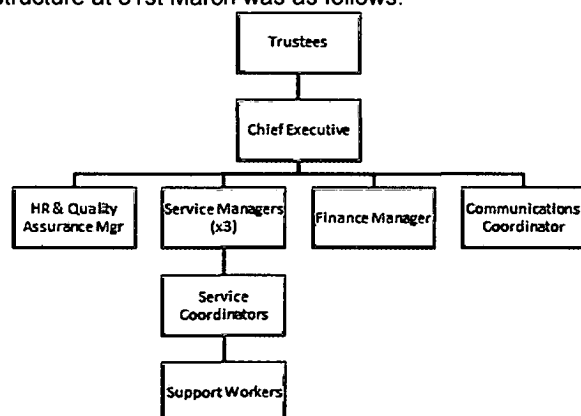 structure at 31st March was as follows:
Trustees
Chief Executive
HR & Quality
Assurance Mgr
Service Managers
(x3)
Finance Manager
Communications
Coordinator
Service
Coordinators
Support Workers